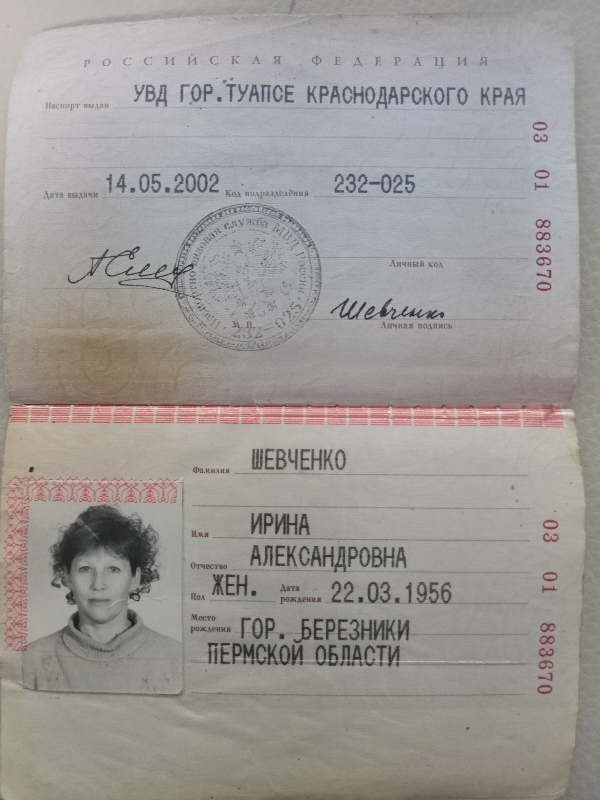 РОССИЙСКАЯ ФЕДЕРАЦИЯ
Паспорт выдан УВД ГОР.ТУАПСЕ КРАСНОДАРСКОГО КРАЯ
Дата выдачи 14.05.2002 Код подразделения 232-025
03 01 883670
Личный код
Паспортно-визовая служба МВД России
232-025
М.П.
Шевченко
Личная подпись
Фамилия ШЕВЧЕНКО
Имя ИРИНА
Отчество АЛЕКСАНДРОВНА
Пол ЖЕН. Дата рождения 22.03.1956
Место рождения ГОР. БЕРЕЗНИКИ
ПЕРМСКОЙ ОБЛАСТИ
03 01 883670